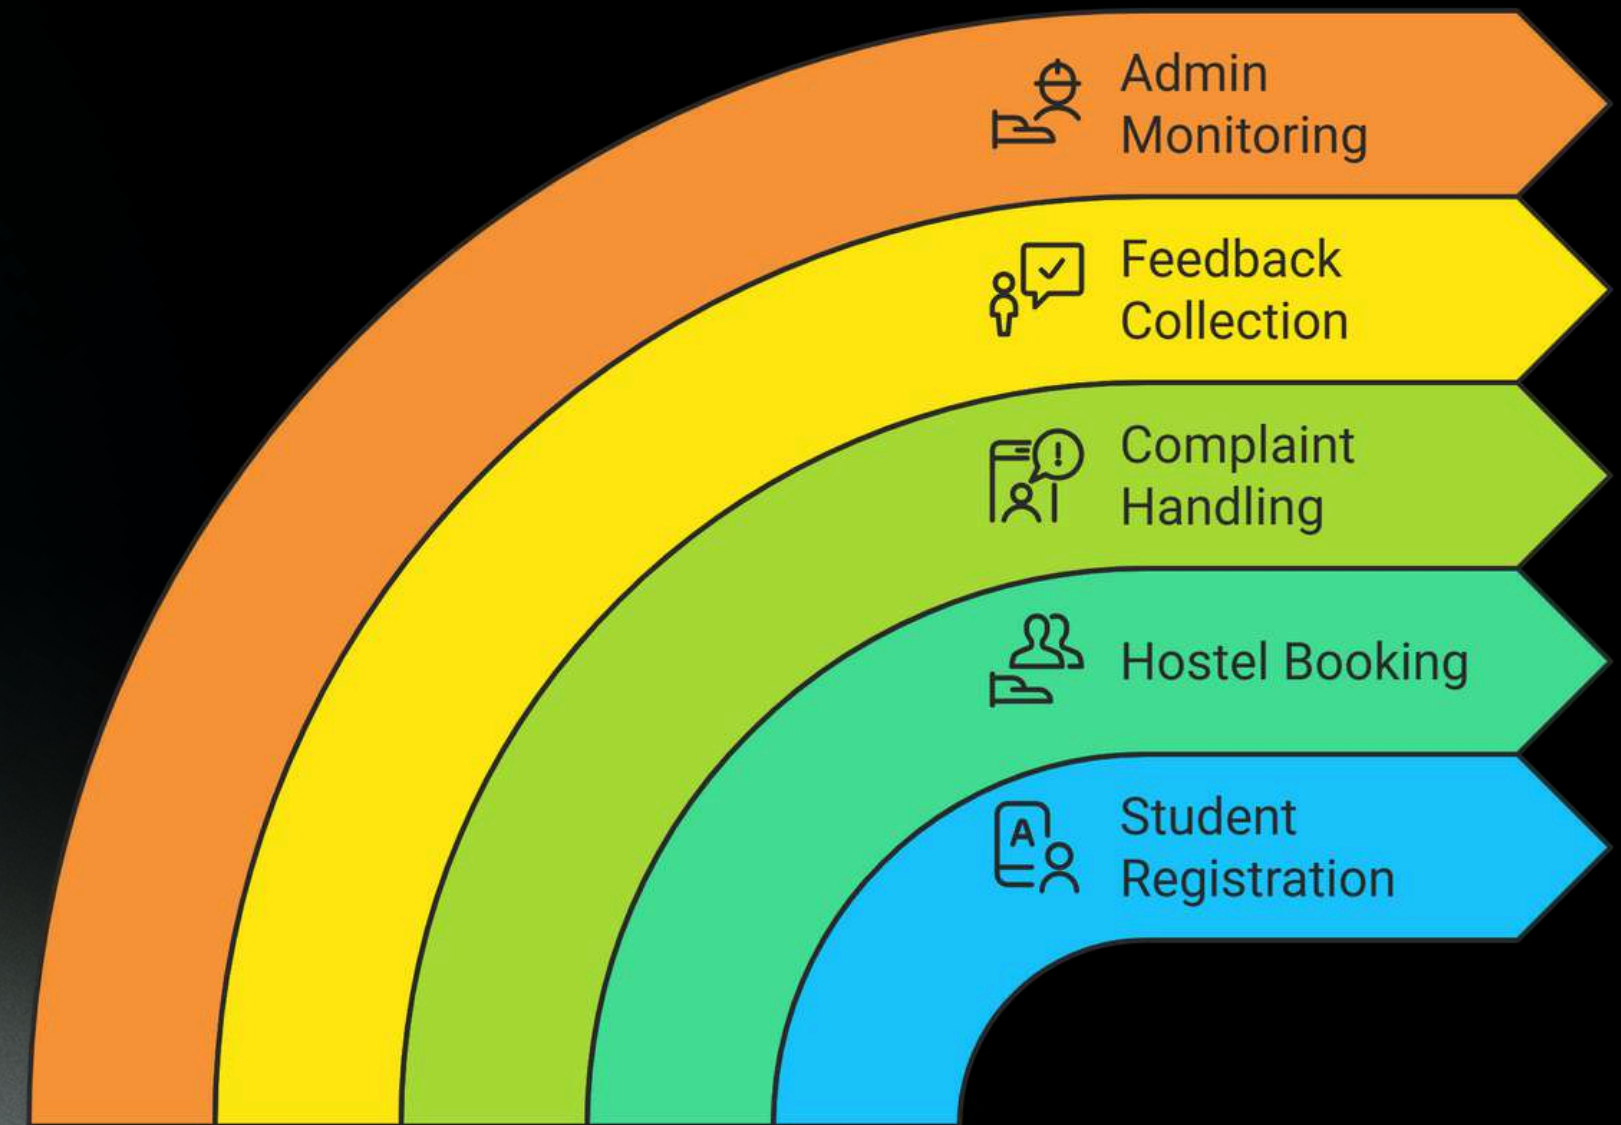 Admin
Monitoring
Feedback
Collection
Complaint
Handling
Hostel Booking
A
Student
Registration